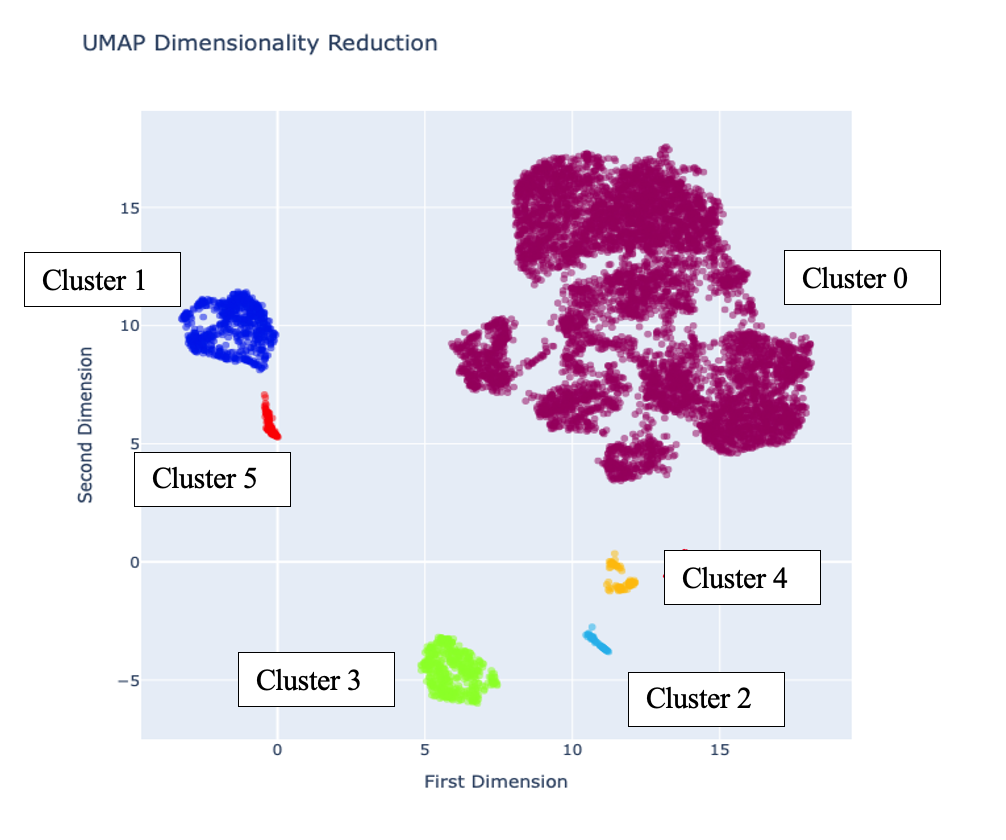 UMAP Dimensionality Reduction
15
Cluster 1
Cluster 0
10
Second Dimension
5
Cluster 5
0
Cluster 4
−5
Cluster 3
Cluster 2
0
5
10
15
First Dimension